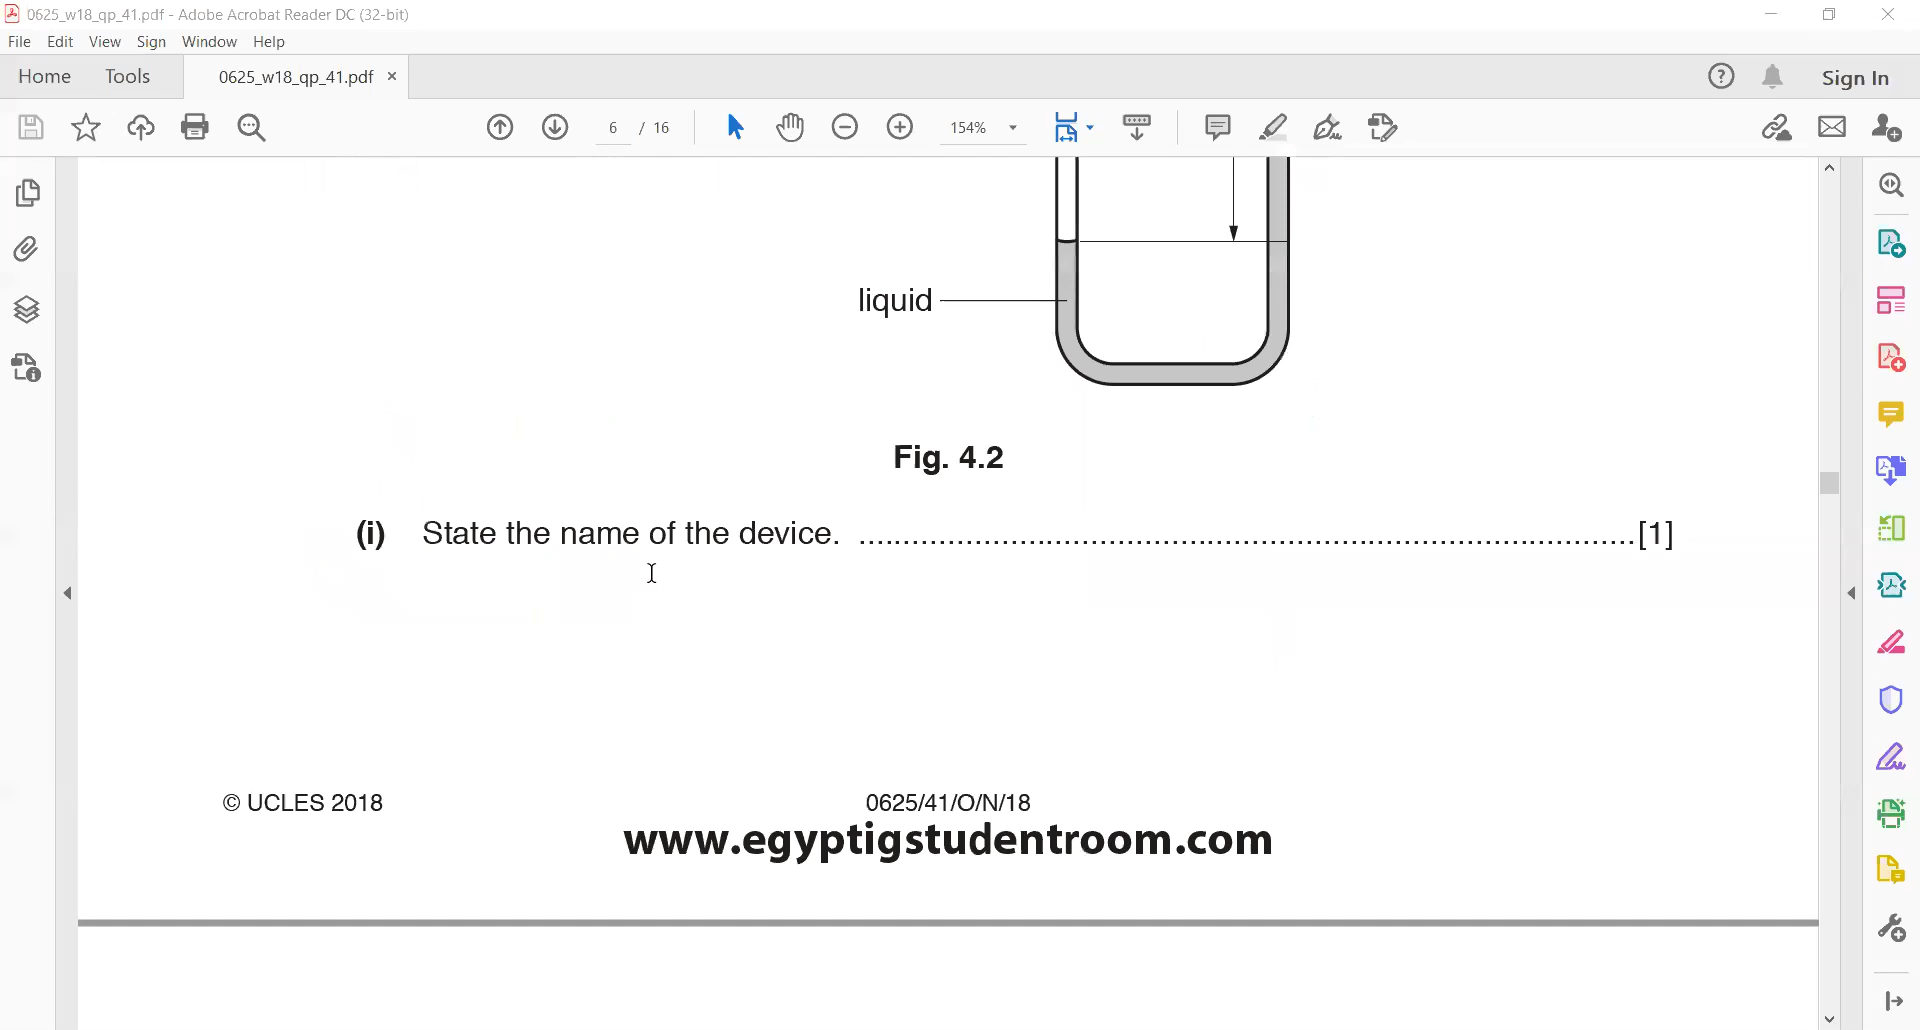 0625_w18_qp_41.pdf - Adobe Acrobat Reader DC (32-bit)
File Edit View Sign Window Help
Home Tools 0625_w18_qp_41.pdf × Sign In
6 / 16 154%
liquid
Fig. 4.2
(i) State the name of the device. ..........................................................................................[1]
© UCLES 2018 0625/41/O/N/18
www.egyptigstudentroom.com